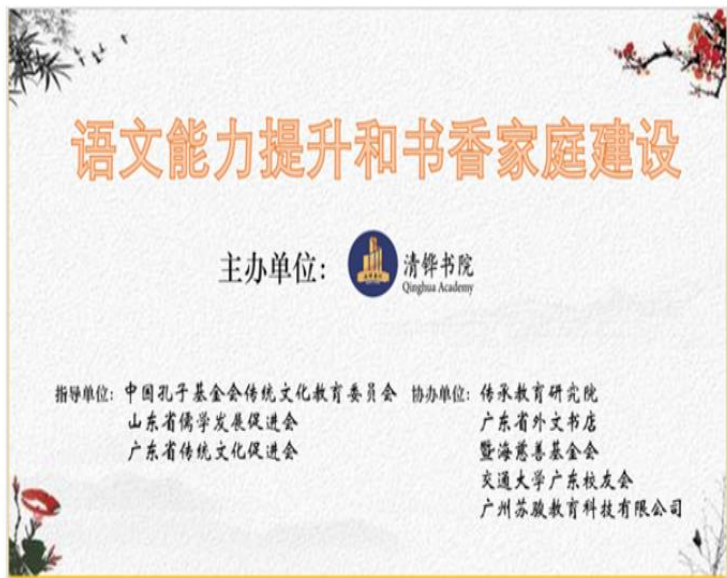 语文能力提升和书香家庭建设
主办单位：
清铧书院
Qinghua Academy
指导单位：中国孔子基金会传统文化教育委员会
山东省儒学发展促进会
广东省传统文化促进会
协办单位：传承教育研究院
广东省外文书店
暨海慈善基金会
交通大学广东校友会
广州苏骏教育科技有限公司